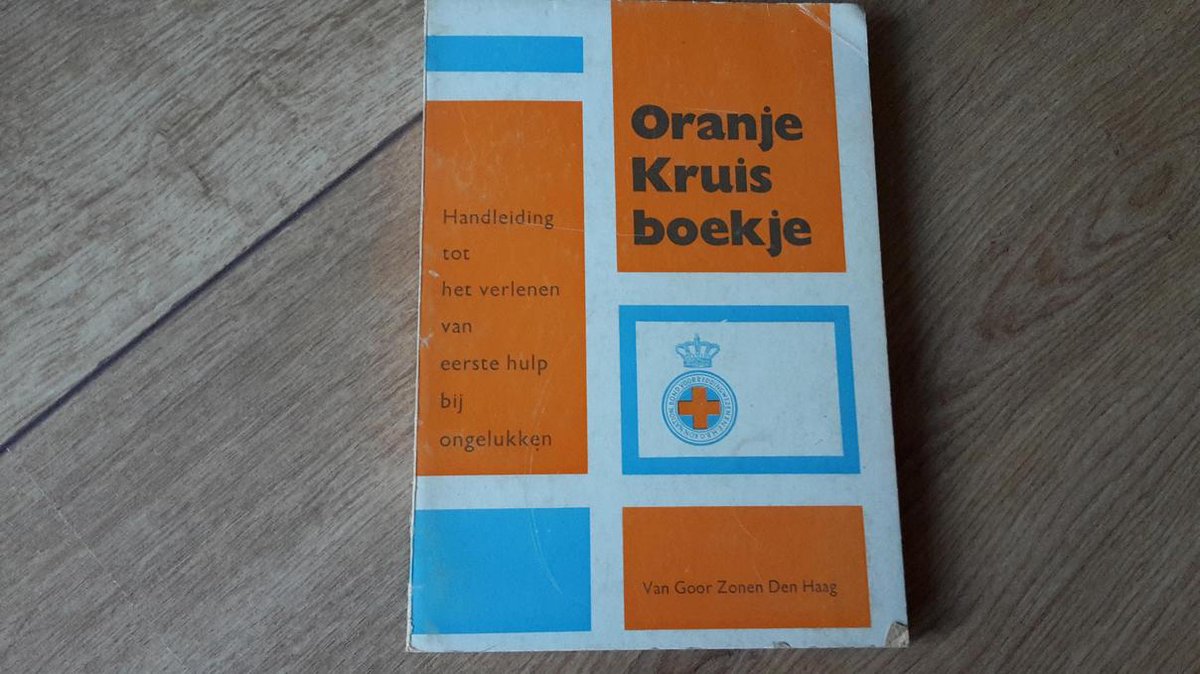 Oranje
Kruis
boekje
Handleiding
tot
het verlenen
van
eerste hulp
bij
ongelukken
Van Goor Zonen Den Haag